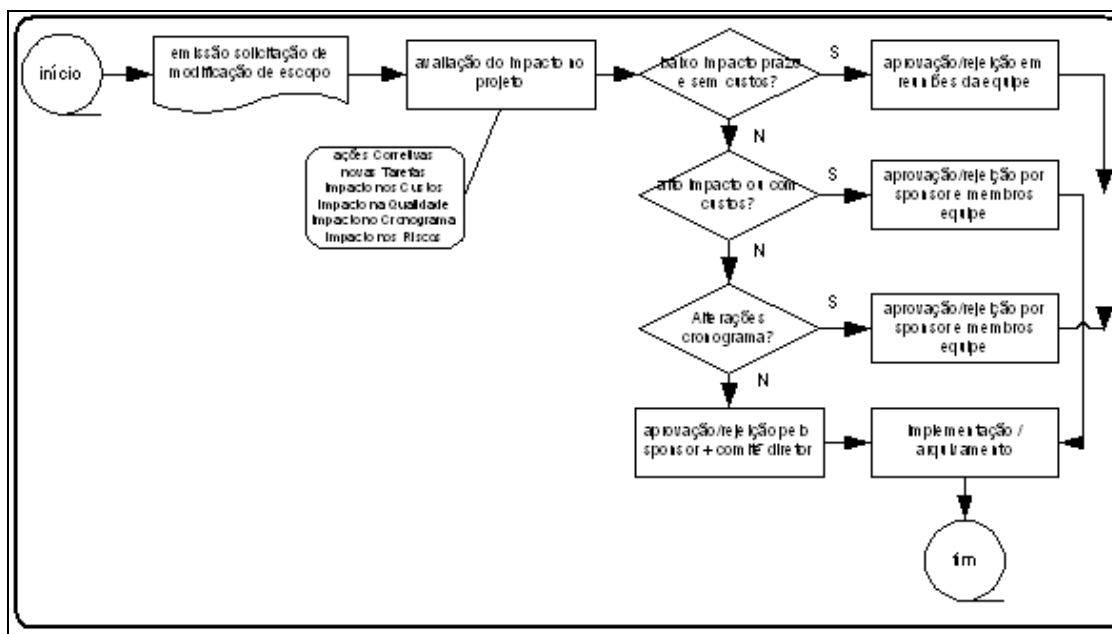 início
emissão solicitação de
modificação de escopo
avaliação do impacto no
projeto
baixo impacto prazo
e sem custos?
S
aprovação/rejeição em
reuniões da equipe
N
ações Corretivas
novas Tarefas
Impacto nos Custos
Impacto na Qualidade
Impacto no Cronograma
Impacto nos Riscos
alto impacto ou com
custos?
S
aprovação/rejeição por
sponsor e membros
equipe
N
Alterações
cronograma?
S
aprovação/rejeição por
sponsor e membros
equipe
N
aprovação/rejeição pelo
sponsor + comitê diretor
Implementação /
arquivamento
fim